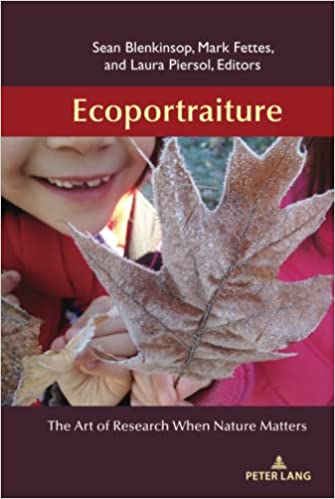 Sean Blenkinsop, Mark Fettes,
and Laura Piersol, Editors
Ecoportraiture
The Art of Research When Nature Matters
PETER LANG